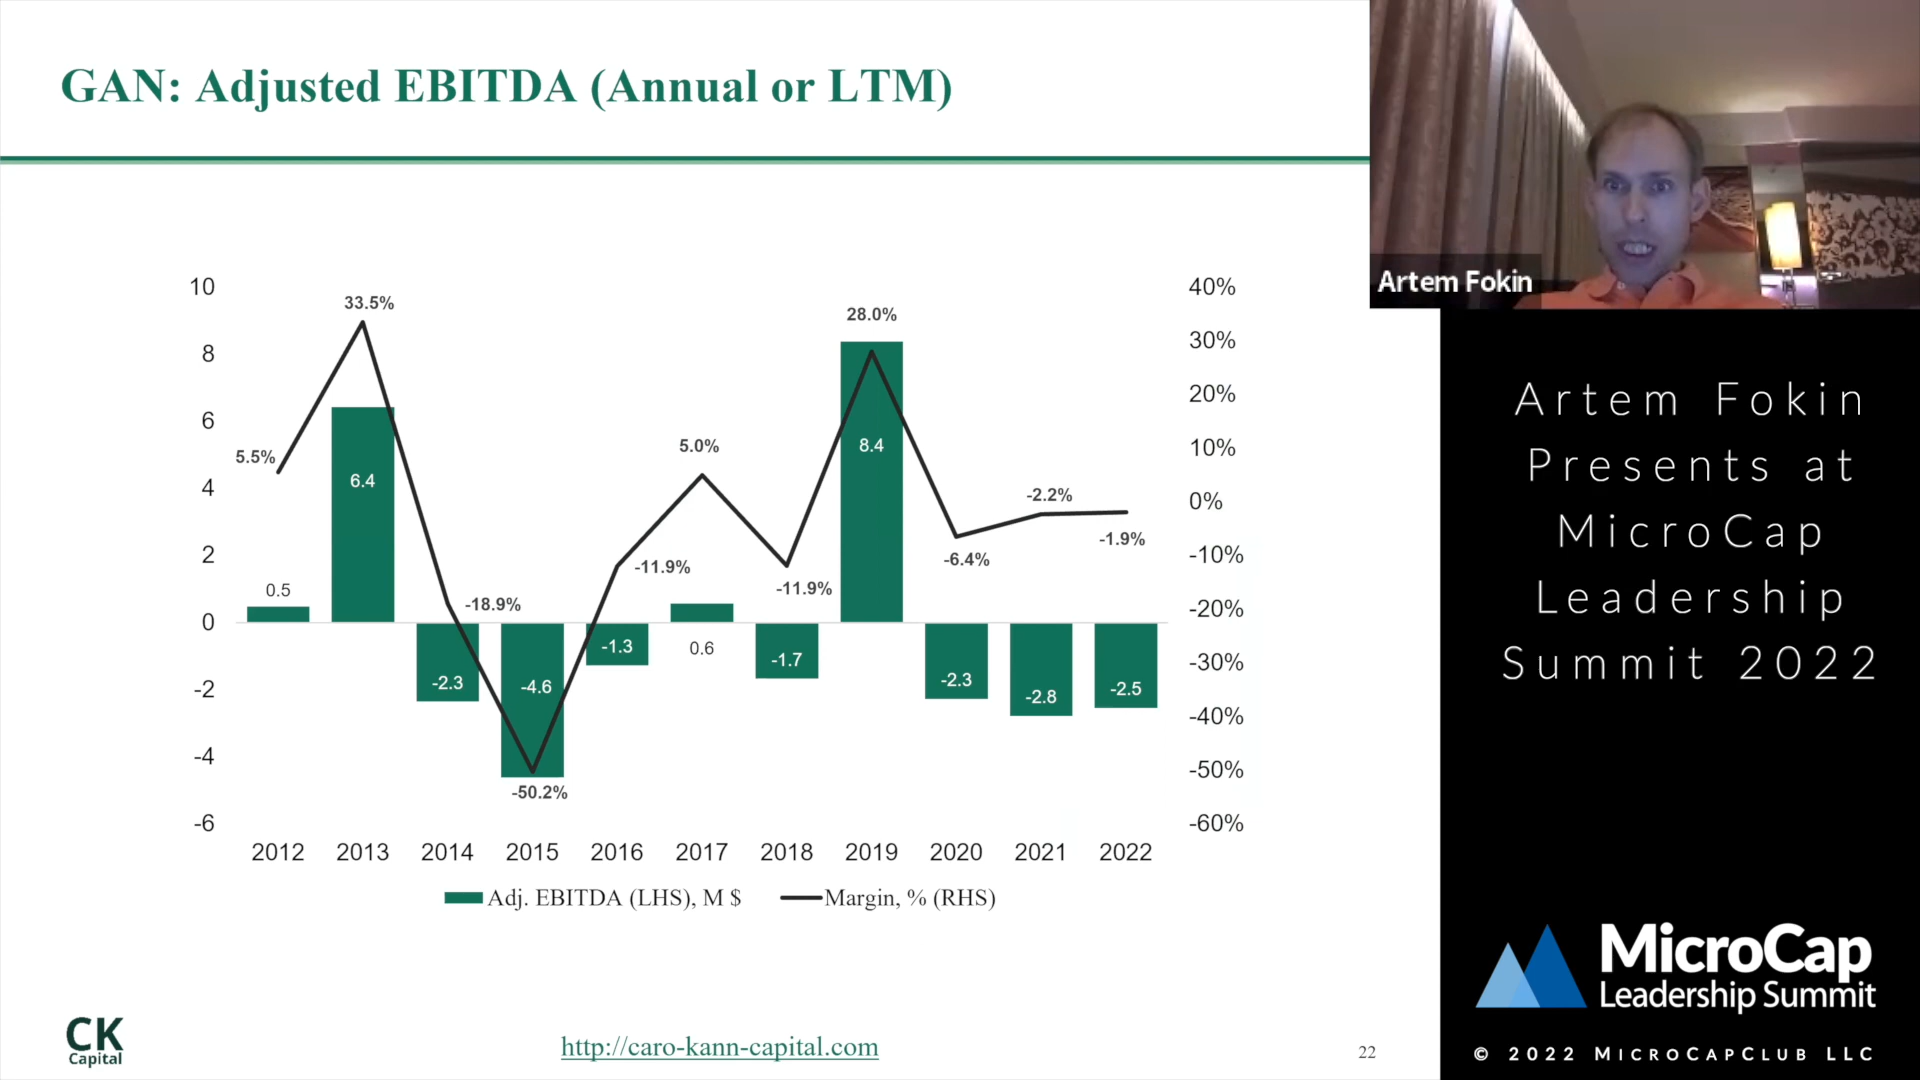 GAN: Adjusted EBITDA (Annual or LTM)
10
8
6
4
2
0
-2
-4
-6
40%
30%
20%
10%
0%
-10%
-20%
-30%
-40%
-50%
-60%
5.5%
33.5%
-18.9%
-50.2%
-11.9%
5.0%
-11.9%
28.0%
-6.4%
-2.2%
-1.9%
0.5
6.4
-2.3
-4.6
-1.3
0.6
-1.7
8.4
-2.3
-2.8
-2.5
2012 2013 2014 2015 2016 2017 2018 2019 2020 2021 2022
Adj. EBITDA (LHS), M $ Margin, % (RHS)
CK
Capital
http://caro-kann-capital.com
22
Artem Fokin
Artem Fokin
Presents at
MicroCap
Leadership
Summit 2022
MicroCap
Leadership Summit
© 2022 MICROCAPCLUB LLC